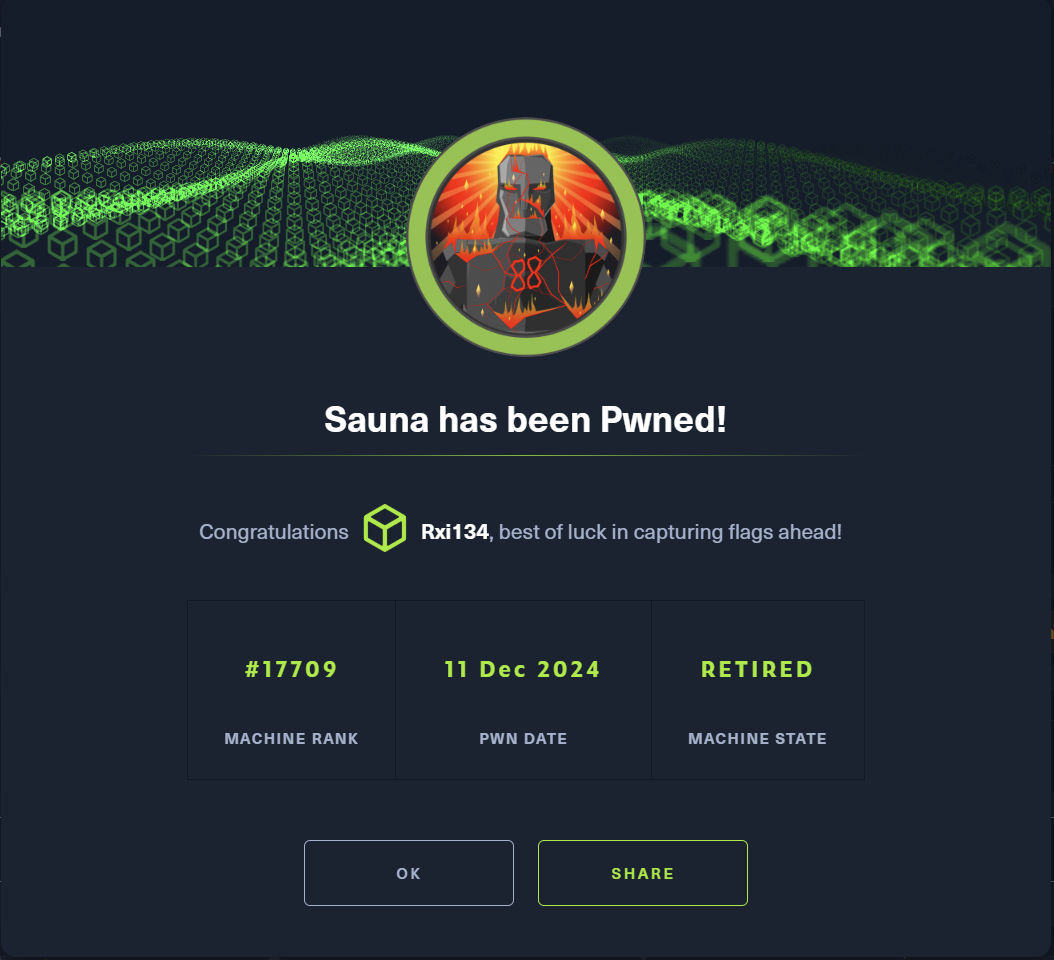 88
Sauna has been Pwned!
Congratulations Rxi134, best of luck in capturing flags ahead!
#17709 11 Dec 2024 RETIRED
MACHINE RANK PWN DATE MACHINE STATE
OK SHARE